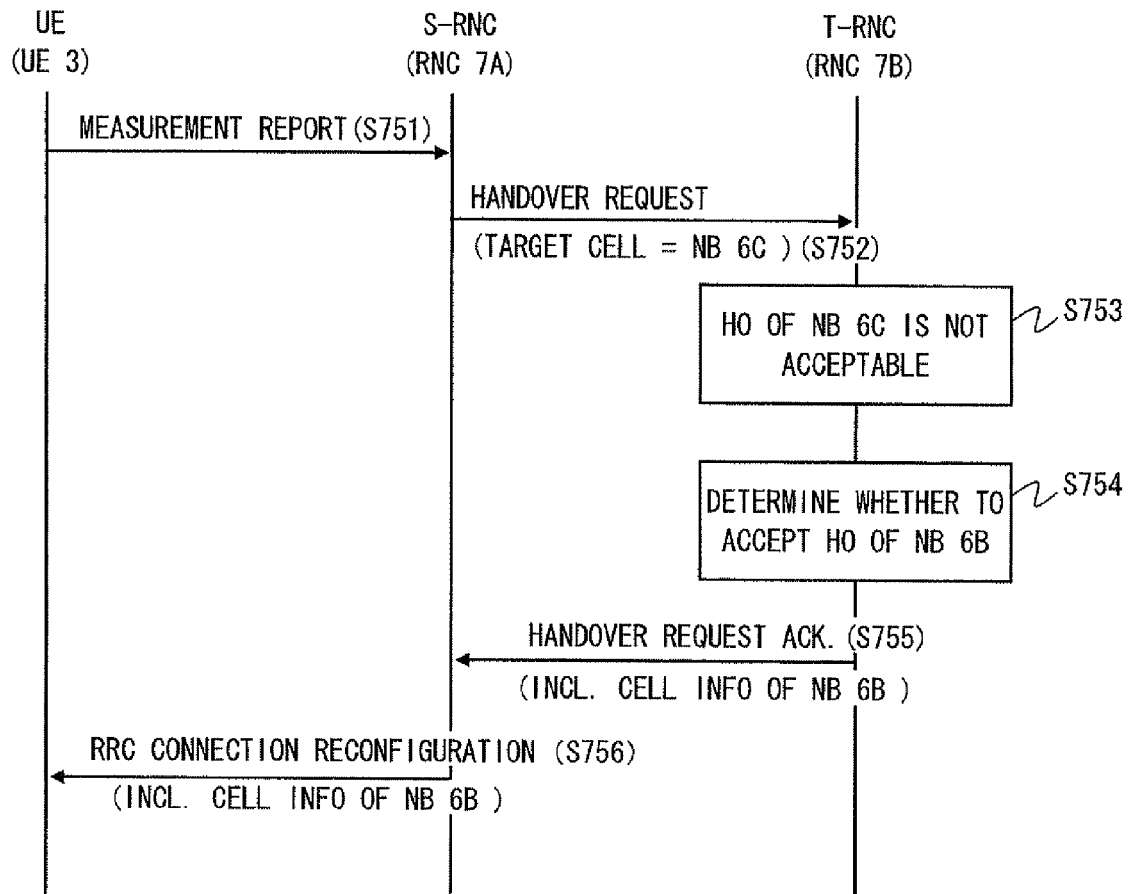 UE
(UE 3)
S-RNC
(RNC 7A)
T-RNC
(RNC 7B)
MEASUREMENT REPORT(S751)
HANDOVER REQUEST
(TARGET CELL = NB 6C )(S752)
HO OF NB 6C IS NOT
ACCEPTABLE
S753
DETERMINE WHETHER TO
ACCEPT HO OF NB 6B
S754
HANDOVER REQUEST ACK. (S755)
(INCL. CELL INFO OF NB 6B )
RRC CONNECTION RECONFIGURATION (S756)
(INCL. CELL INFO OF NB 6B )